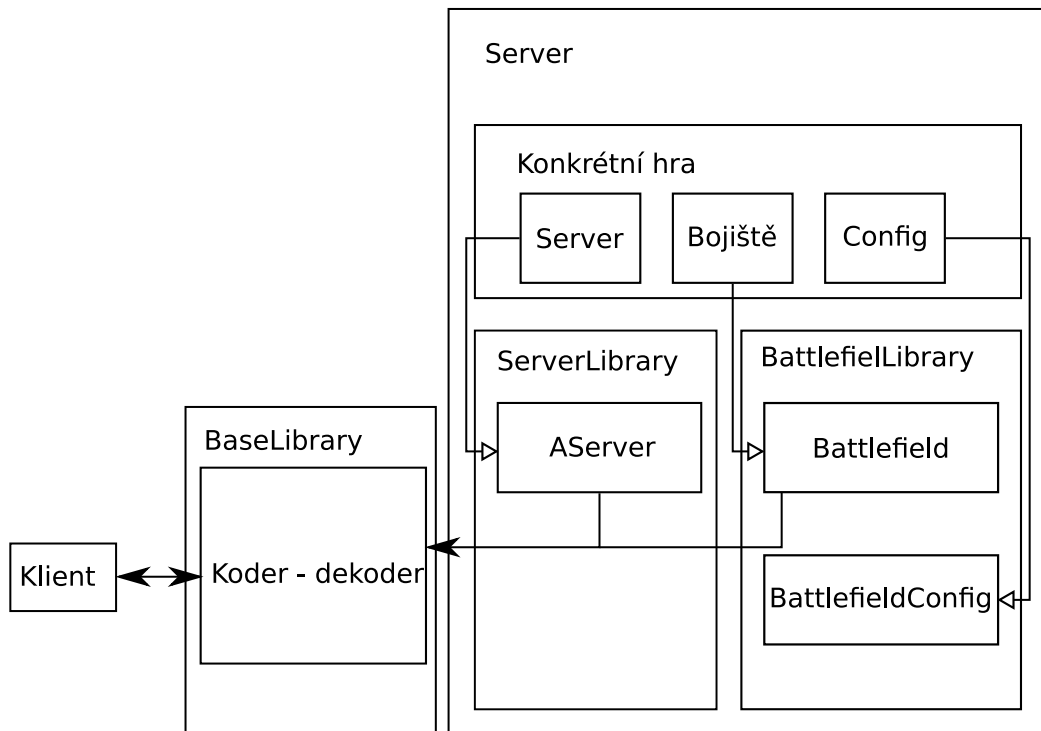 Server
Konkrétní hra
Server
Bojiště
Config
ServerLibrary
BattlefielLibrary
AServer
Battlefield
BaseLibrary
Koder - dekoder
Klient
BattlefieldConfig